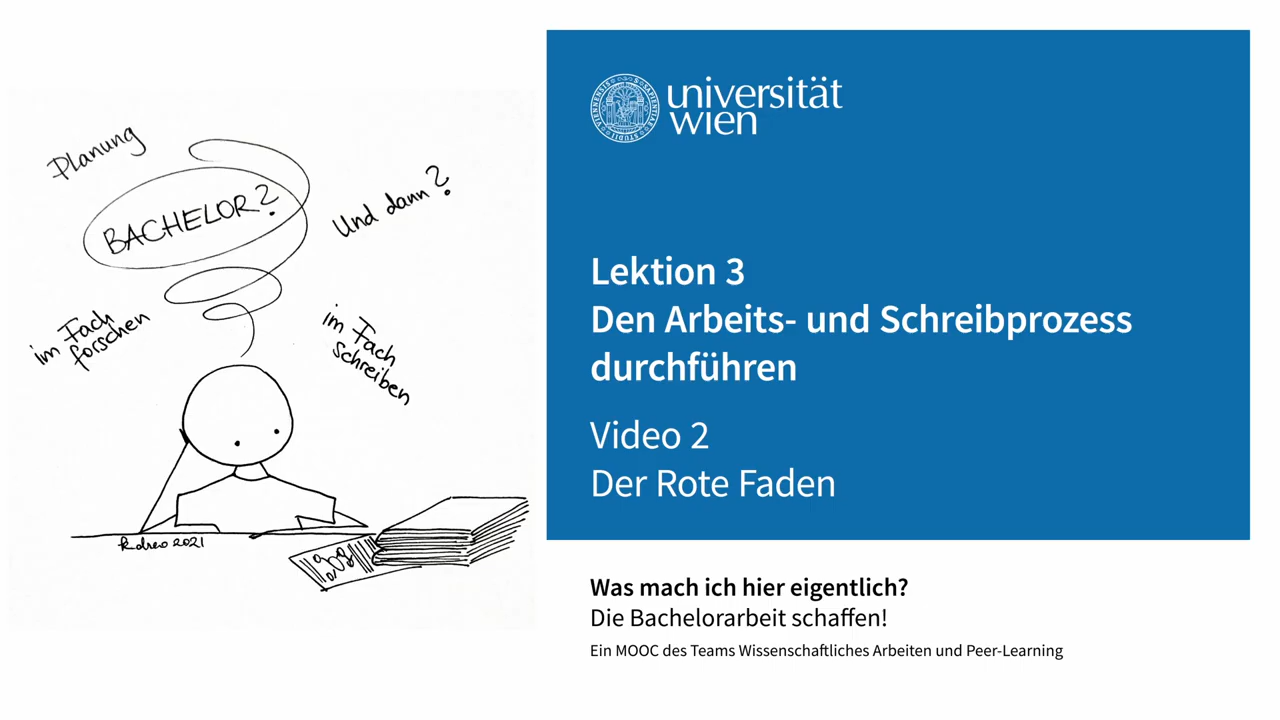 Planung
BACHELOR?
Und dann?
im Fach
forschen
im Fach
schreiben
universität
wien
Lektion 3
Den Arbeits- und Schreibprozess
durchführen
Video 2
Der Rote Faden
Was mach ich hier eigentlich?
Die Bachelorarbeit schaffen!
Ein MOOC des Teams Wissenschaftliches Arbeiten und Peer-Learning